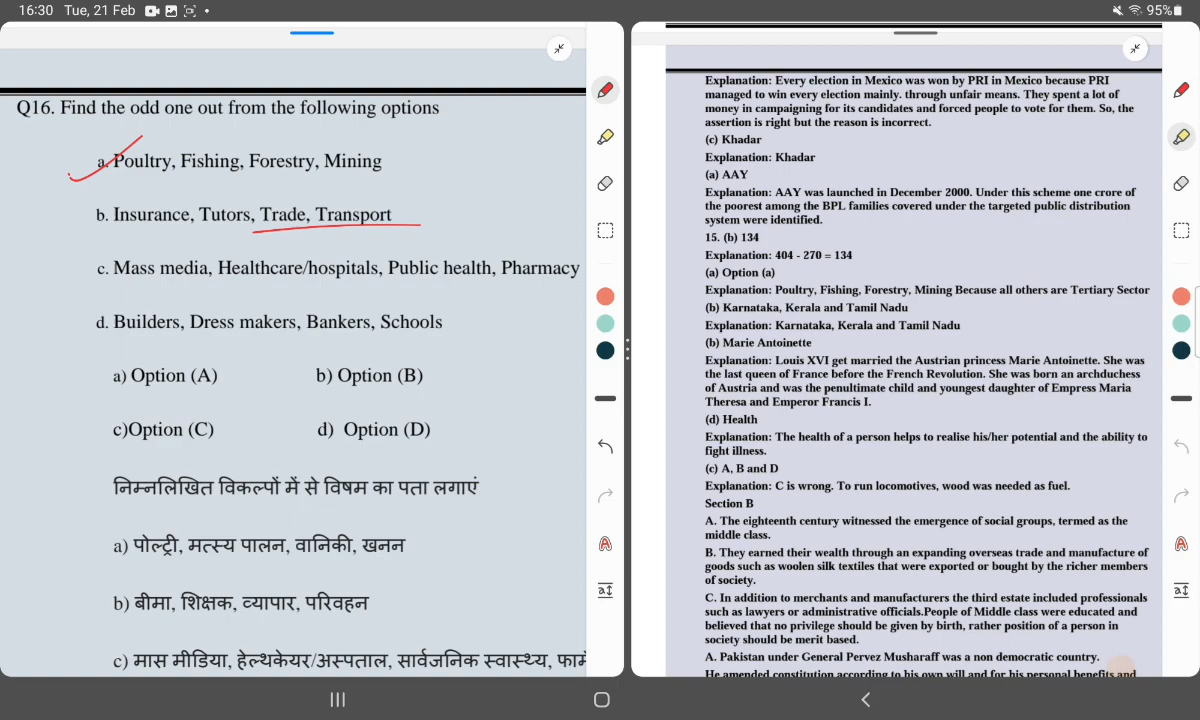 16:30 Tue, 21 Feb
95%
Q16. Find the odd one out from the following options
a. Poultry, Fishing, Forestry, Mining
b. Insurance, Tutors, Trade, Transport
c. Mass media, Healthcare/hospitals, Public health, Pharmacy
d. Builders, Dress makers, Bankers, Schools
a) Option (A) b) Option (B)
c)Option (C) d) Option (D)
निम्नलिखित विकल्पों में से विषम का पता लगाएं
a) पोल्ट्री, मत्स्य पालन, वानिकी, खनन
b) बीमा, शिक्षक, व्यापार, परिवहन
c) मास मीडिया, हेल्थकेयर/अस्पताल, सार्वजनिक स्वास्थ्य,
Explanation: Every election in Mexico was won by PRI in Mexico because PRI
managed to win every election mainly. through unfair means. They spent a lot of
money in campaigning for its candidates and forced people to vote for them. So, the
assertion is right but the reason is incorrect.
(c) Khadar
Explanation: Khadar
(a) AAY
Explanation: AAY was launched in December 2000. Under this scheme one crore of
the poorest among the BPL families covered under the targeted public distribution
system were identified.
15. (b) 134
Explanation: 404 - 270 = 134
(a) Option (a)
Explanation: Poultry, Fishing, Forestry, Mining Because all others are Tertiary Sector
(b) Karnataka, Kerala and Tamil Nadu
Explanation: Karnataka, Kerala and Tamil Nadu
(b) Marie Antoinette
Explanation: Louis XVI get married the Austrian princess Marie Antoinette. She was
the last queen of France before the French Revolution. She was born an archduchess
of Austria and was the penultimate child and youngest daughter of Empress Maria
Theresa and Emperor Francis I.
(d) Health
Explanation: The health of a person helps to realise his/her potential and the ability to
fight illness.
(c) A, B and D
Explanation: C is wrong. To run locomotives, wood was needed as fuel.
Section B
A. The eighteenth century witnessed the emergence of social groups, termed as the
middle class.
B. They earned their wealth through an expanding overseas trade and manufacture of
goods such as woolen silk textiles that were exported or bought by the richer members
of society.
C. In addition to merchants and manufacturers the third estate included professionals
such as lawyers or administrative officials.People of Middle class were educated and
believed that no privilege should be given by birth, rather position of a person in
society should be merit based.
A. Pakistan under General Pervez Musharaff was a non democratic country.
He amended constitution according to his own will and for his personal benefits and